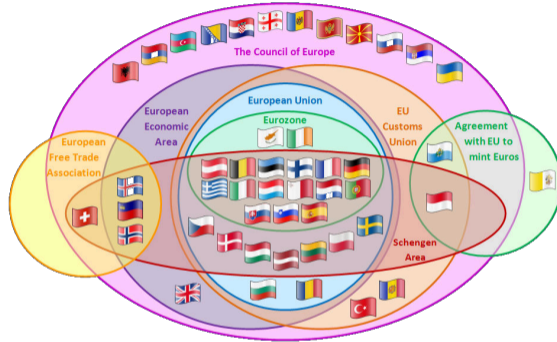 The Council of Europe
European
Economic
Area
European Union
Eurozone
EU
Customs
Union
Agreement
with EU to
mint Euros
European
Free Trade
Association
Schengen
Area